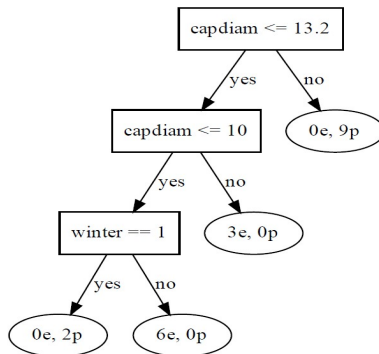 capdiam <= 13.2
yes
no
capdiam <= 10
0e, 9p
yes
no
winter == 1
3e, 0p
yes
no
0e, 2p
6e, 0p